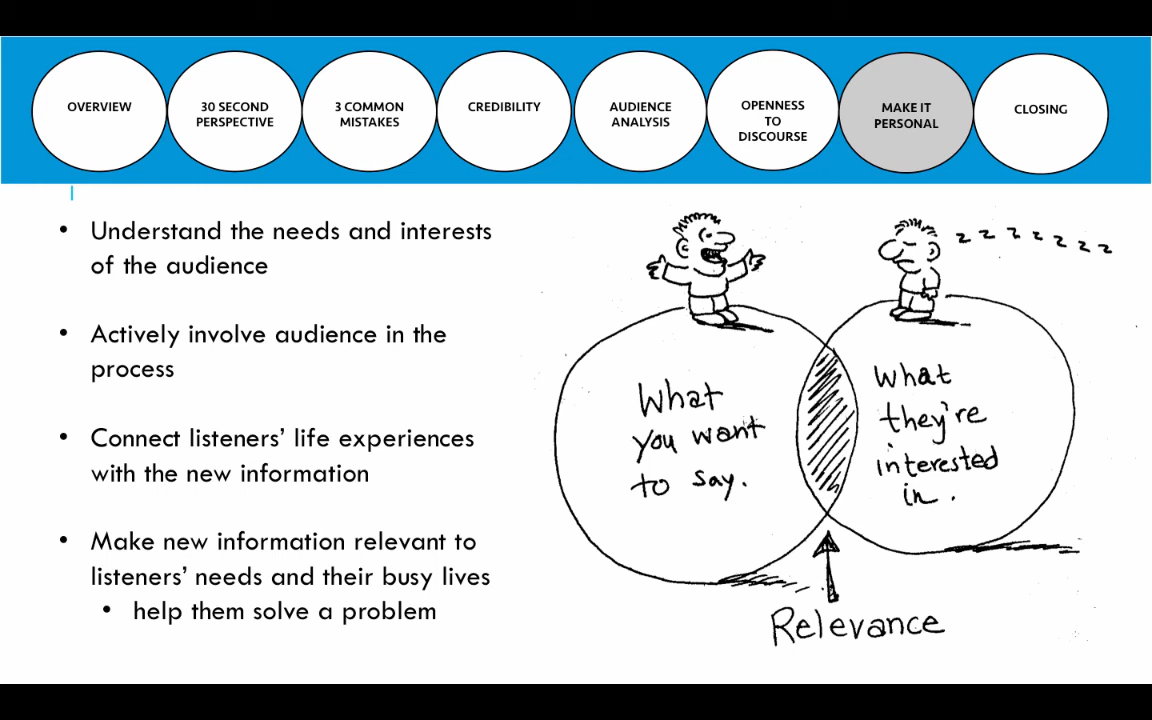 OVERVIEW
30 SECOND
PERSPECTIVE
3 COMMON
MISTAKES
CREDIBILITY
AUDIENCE
ANALYSIS
OPENNESS
TO
DISCOURSE
MAKE IT
PERSONAL
CLOSING
• Understand the needs and interests
of the audience
• Actively involve audience in the
process
• Connect listeners’ life experiences
with the new information
• Make new information relevant to
listeners’ needs and their busy lives
• help them solve a problem
z z z z z z z
What
you want
to say.
What
they're
interested
in.
Relevance